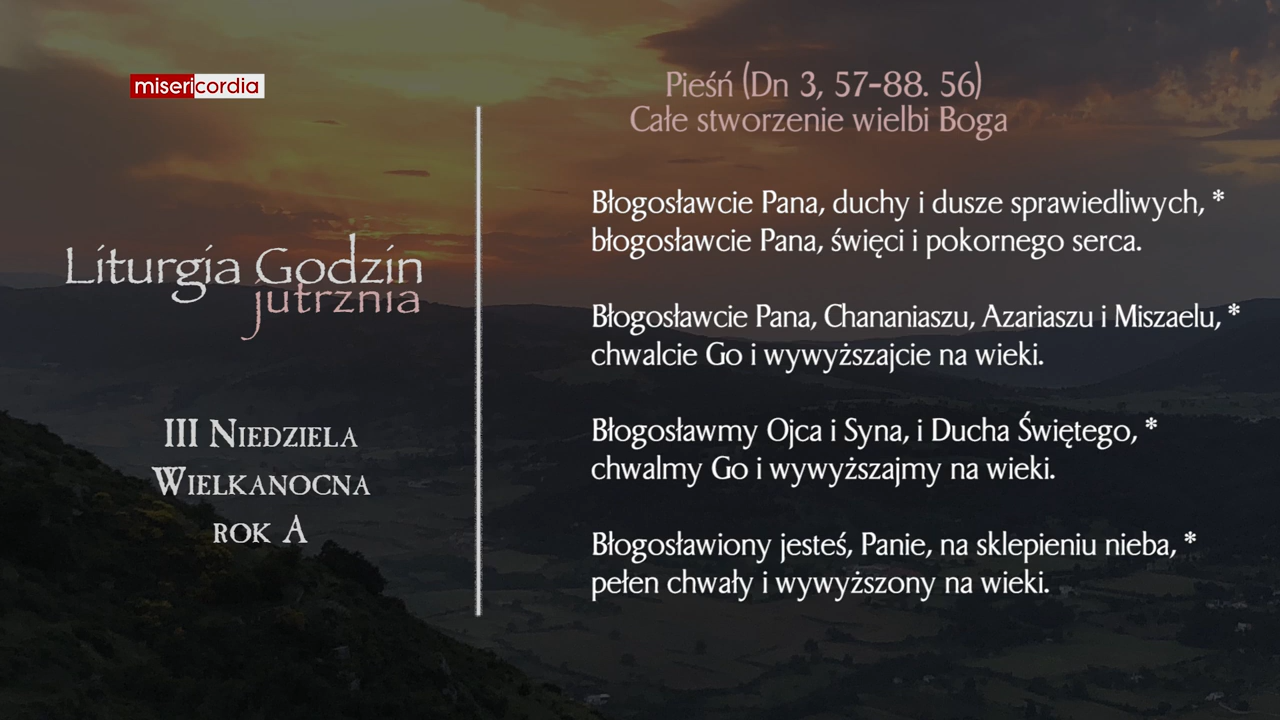 misericordia
Liturgia Godzin
jutrznia
III Niedziela
Wielkanocna
rok A
Pieśń (Dn 3, 57-88. 56)
Całe stworzenie wielbi Boga
Błogosławcie Pana, duchy i dusze sprawiedliwych, *
błogosławcie Pana, święci i pokornego serca.
Błogosławcie Pana, Chananiaszu, Azariaszu i Miszaelu, *
chwalcie Go i wywyższajcie na wieki.
Błogosławmy Ojca i Syna, i Ducha Świętego, *
chwalmy Go i wywyższajmy na wieki.
Błogosławiony jesteś, Panie, na sklepieniu nieba, *
pełen chwały i wywyższony na wieki.